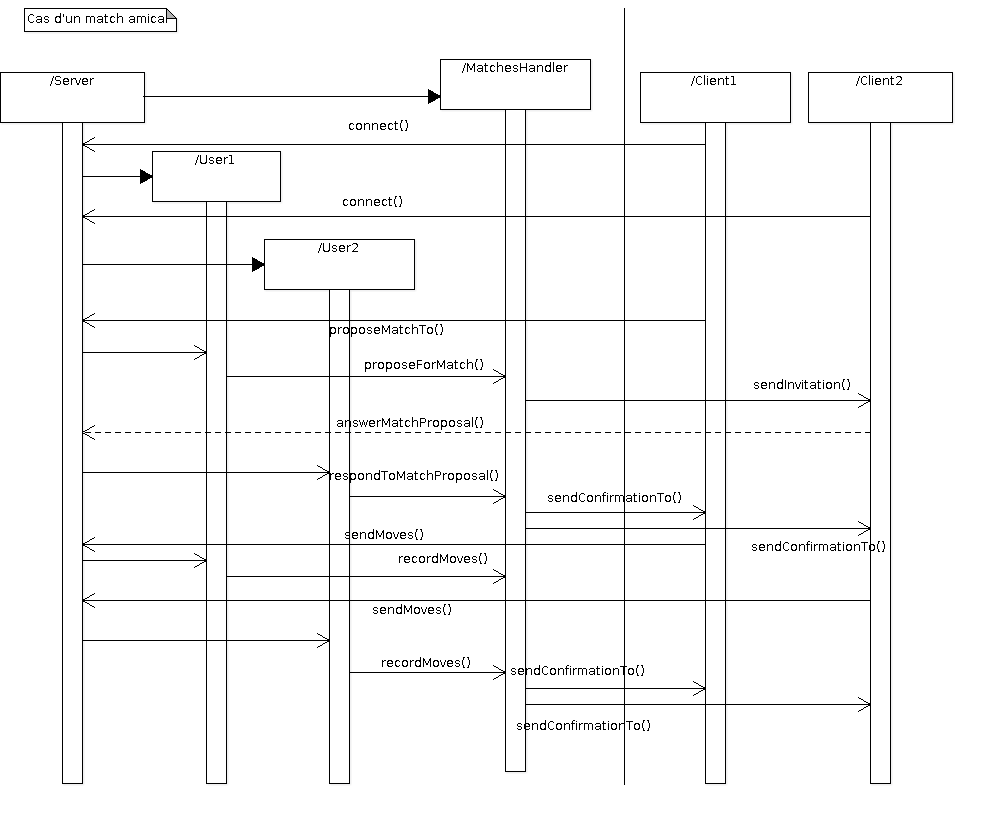 Cas d'un match amical
/MatchesHandler
/Server
/Client1
/Client2
connect()
/User1
connect()
/User2
proposeMatchTo()
proposeForMatch()
sendInvitation()
answerMatchProposal()
respondToMatchProposal()
sendConfirmationTo()
sendMoves()
sendConfirmationTo()
recordMoves()
sendMoves()
recordMoves()
sendConfirmationTo()
sendConfirmationTo()